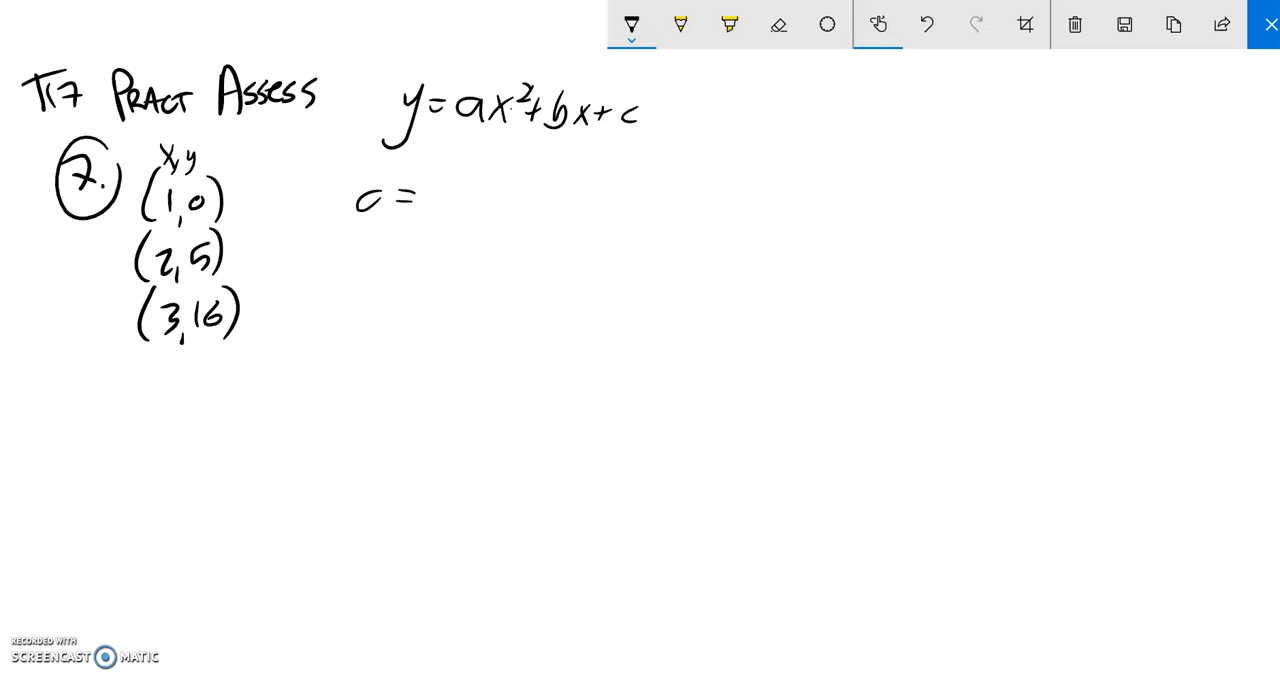 T17 PRACT ASSESS
y = ax²+bx+c
7.
x,y
(1,0)
(2,5)
(3,16)
c =
RECORDED WITH
SCREENCAST MATIC